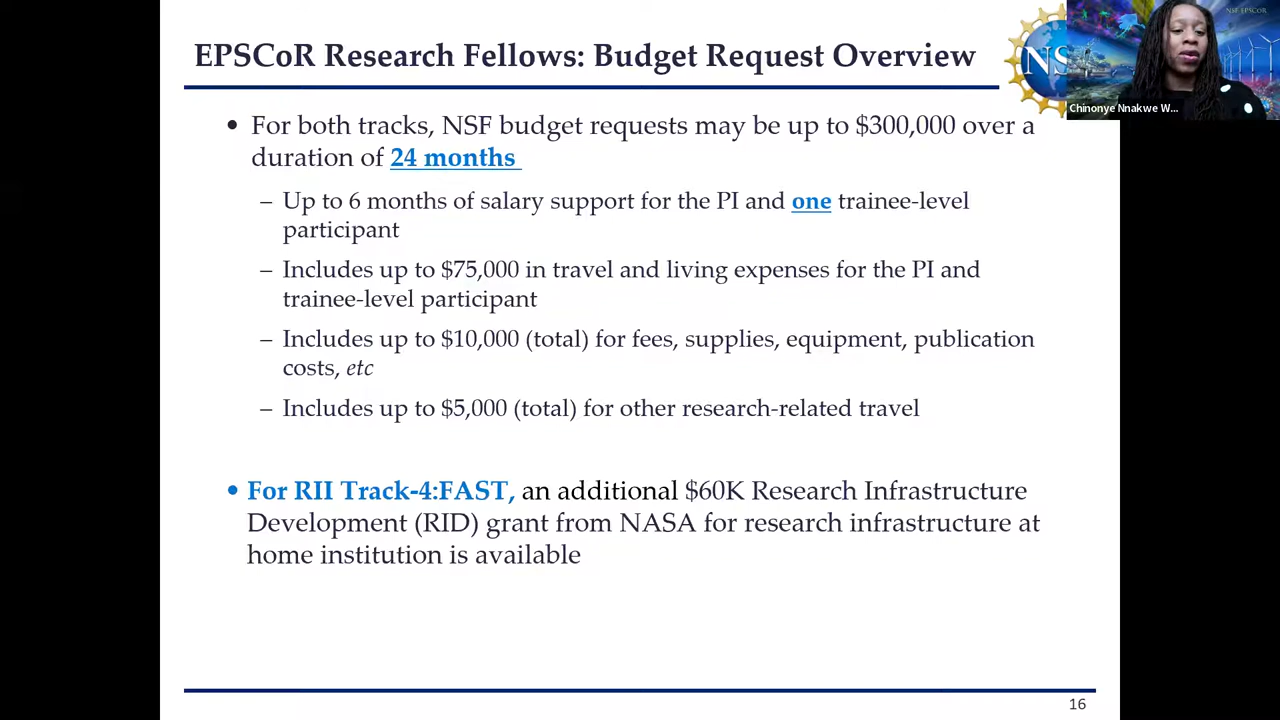 EPSCoR Research Fellows: Budget Request Overview
NS
NSF EPSCoR
Chinonye Nnakwe W...
• For both tracks, NSF budget requests may be up to $300,000 over a
duration of 24 months
– Up to 6 months of salary support for the PI and one trainee-level
participant
– Includes up to $75,000 in travel and living expenses for the PI and
trainee-level participant
– Includes up to $10,000 (total) for fees, supplies, equipment, publication
costs, etc
– Includes up to $5,000 (total) for other research-related travel
• For RII Track-4:FAST, an additional $60K Research Infrastructure
Development (RID) grant from NASA for research infrastructure at
home institution is available
16